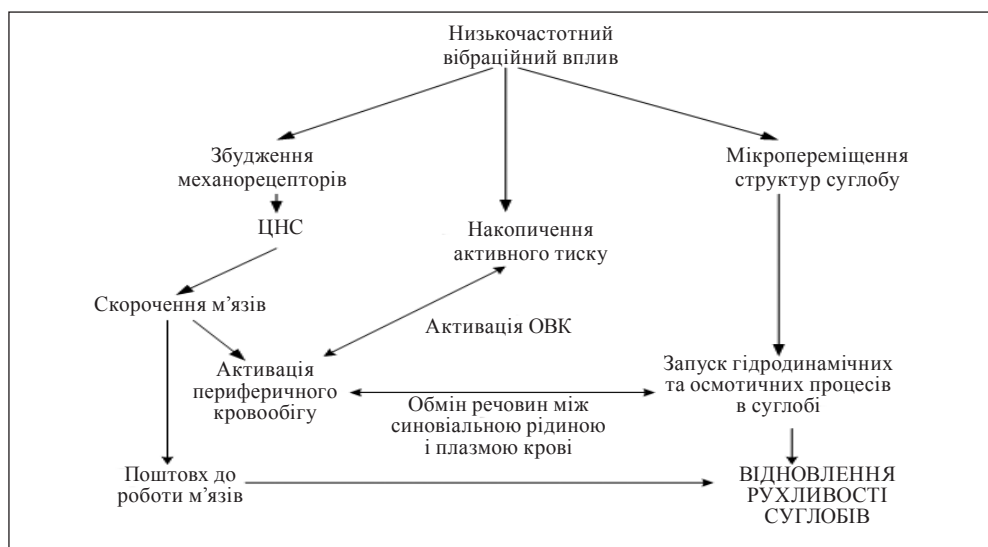 Низькочастотний
вібраційний вплив
Збудження
механорецепторів
Мікропереміщення
структур суглобу
ЦНС
Накопичення
активного тиску
Скорочення м’язів
Активація ОВК
Активація
периферичного
кровообігу
Запуск гідродинамічних
та осмотичних процесів
в суглобі
Обмін речовин між
синовіальною рідиною
і плазмою крові
Поштовх до
роботи м’язів
ВІДНОВЛЕННЯ
РУХЛИВОСТІ
СУГЛОБІВ